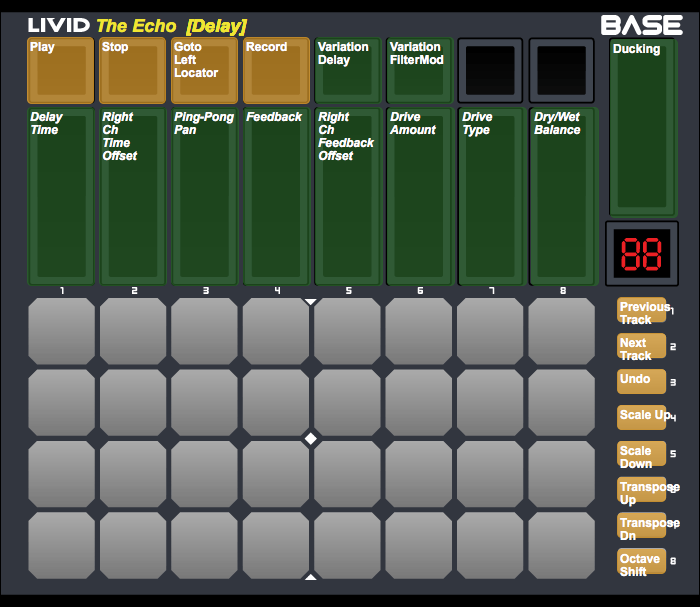 LIVID The Echo [Delay] BASE
Play
Stop
Goto
Left
Locator
Record
Variation
Delay
Variation
FilterMod
Ducking
Delay
Time
Right
Ch
Time
Offset
Ping-Pong
Pan
Feedback
Right
Ch
Feedback
Offset
Drive
Amount
Drive
Type
Dry/Wet
Balance
88
1 2 3 4 5 6 7 8
Previous 1
Track
Next 2
Track
Undo 3
Scale Up 4
Scale 5
Down
Transpose
Up
Transpose
Dn
Octave 8
Shift